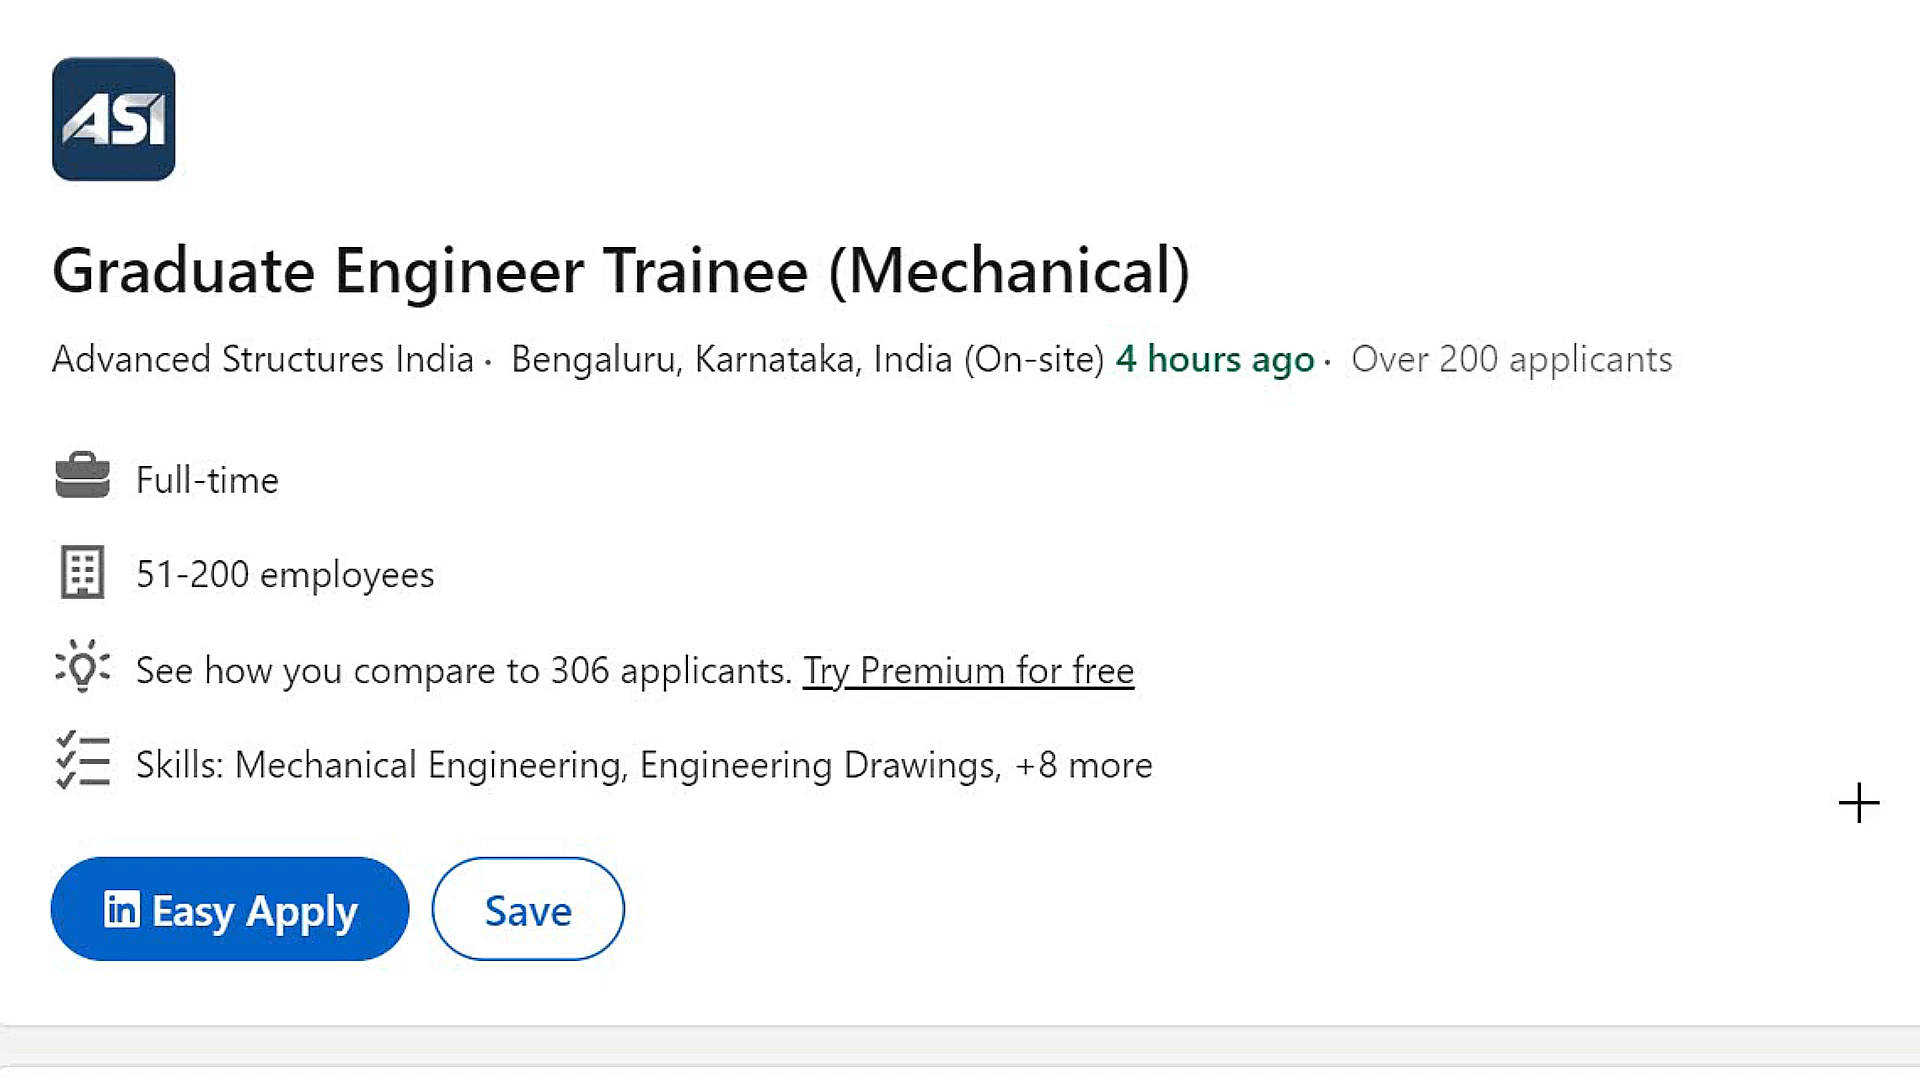 ASI
Graduate Engineer Trainee (Mechanical)
Advanced Structures India · Bengaluru, Karnataka, India (On-site) 4 hours ago · Over 200 applicants
Full-time
51-200 employees
See how you compare to 306 applicants. Try Premium for free
Skills: Mechanical Engineering, Engineering Drawings, +8 more
in Easy Apply
Save